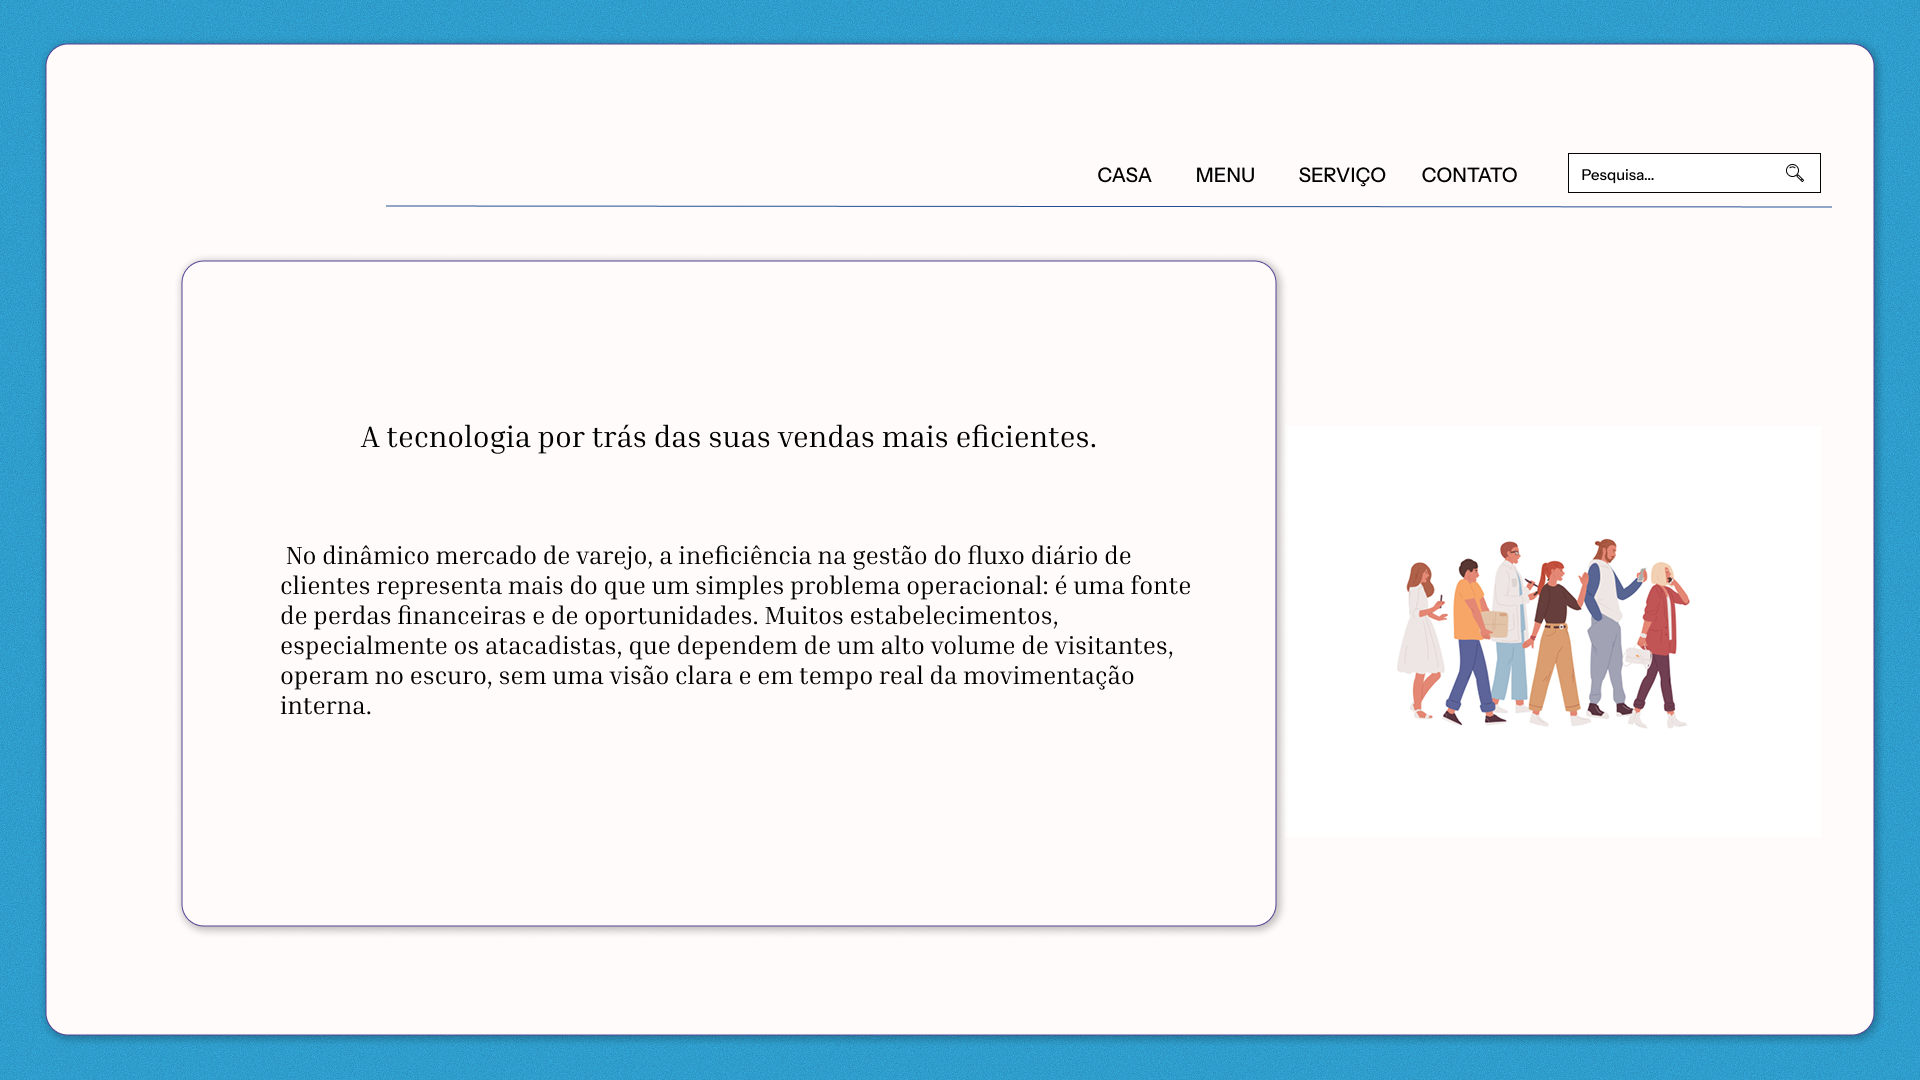 CASA MENU SERVIÇO CONTATO Pesquisa...
A tecnologia por trás das suas vendas mais eficientes.
No dinâmico mercado de varejo, a ineficiência na gestão do fluxo diário de
clientes representa mais do que um simples problema operacional: é uma fonte
de perdas financeiras e de oportunidades. Muitos estabelecimentos,
especialmente os atacadistas, que dependem de um alto volume de visitantes,
operam no escuro, sem uma visão clara e em tempo real da movimentação
interna.